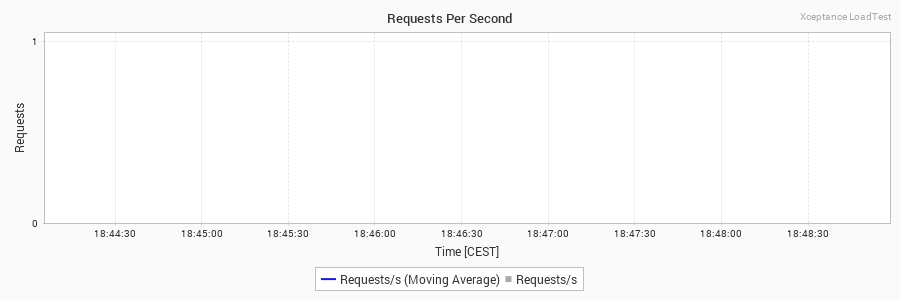 Requests Per Second
Xceptance LoadTest
1
Requests
0
18:44:30 18:45:00 18:45:30 18:46:00 18:46:30 18:47:00 18:47:30 18:48:00 18:48:30
Time [CEST]
Requests/s (Moving Average) Requests/s